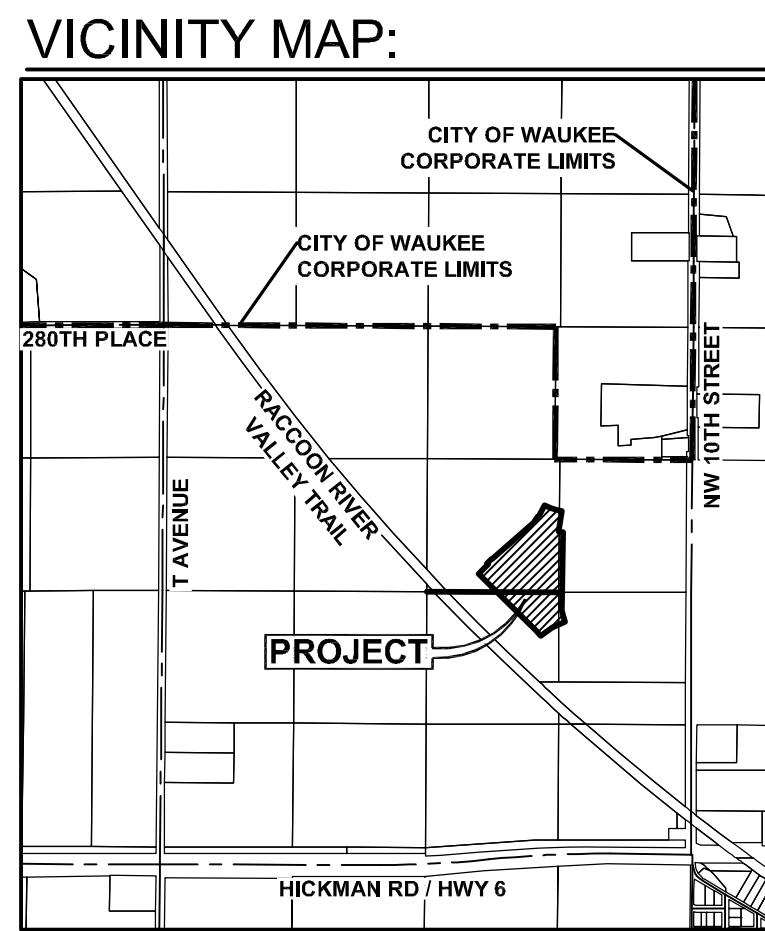 VICINITY MAP:
CITY OF WAUKEE
CORPORATE LIMITS
CITY OF WAUKEE
CORPORATE LIMITS
280TH PLACE
NW 10TH STREET
RACCOON RIVER
VALLEY TRAIL
T AVENUE
PROJECT
HICKMAN RD / HWY 6